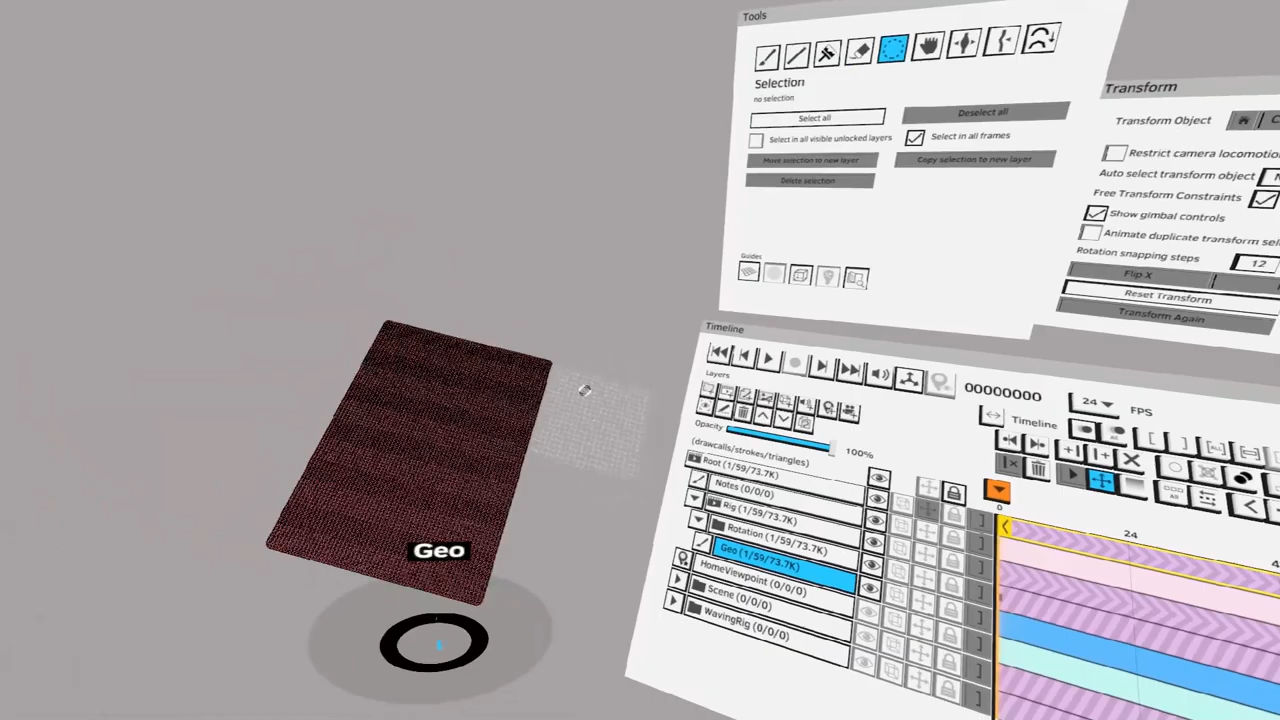 Tools
Selection
no selection
Select all
Deselect all
Select in all visible unlocked layers
Select in all frames
Move selection to new layer
Copy selection to new layer
Delete selection
Guides
Transform
Transform Object
Restrict camera locomotio
Auto select transform object
Free Transform Constraints
Show gimbal controls
Animate duplicate transform sel
Rotation snapping steps
12
Flip X
Reset Transform
Transform Again
Timeline
00000000
24
FPS
Layers
Timeline
Opacity
100%
(drawcalls/strokes/triangles)
Root (1/59/73.7K)
Notes (0/0/0)
Rig (1/59/73.7K)
Rotation (1/59/73.7K)
Geo (1/59/73.7K)
HomeViewpoint (0/0/0)
Scene (0/0/0)
WavingRig (0/0/0)
0
24
Geo